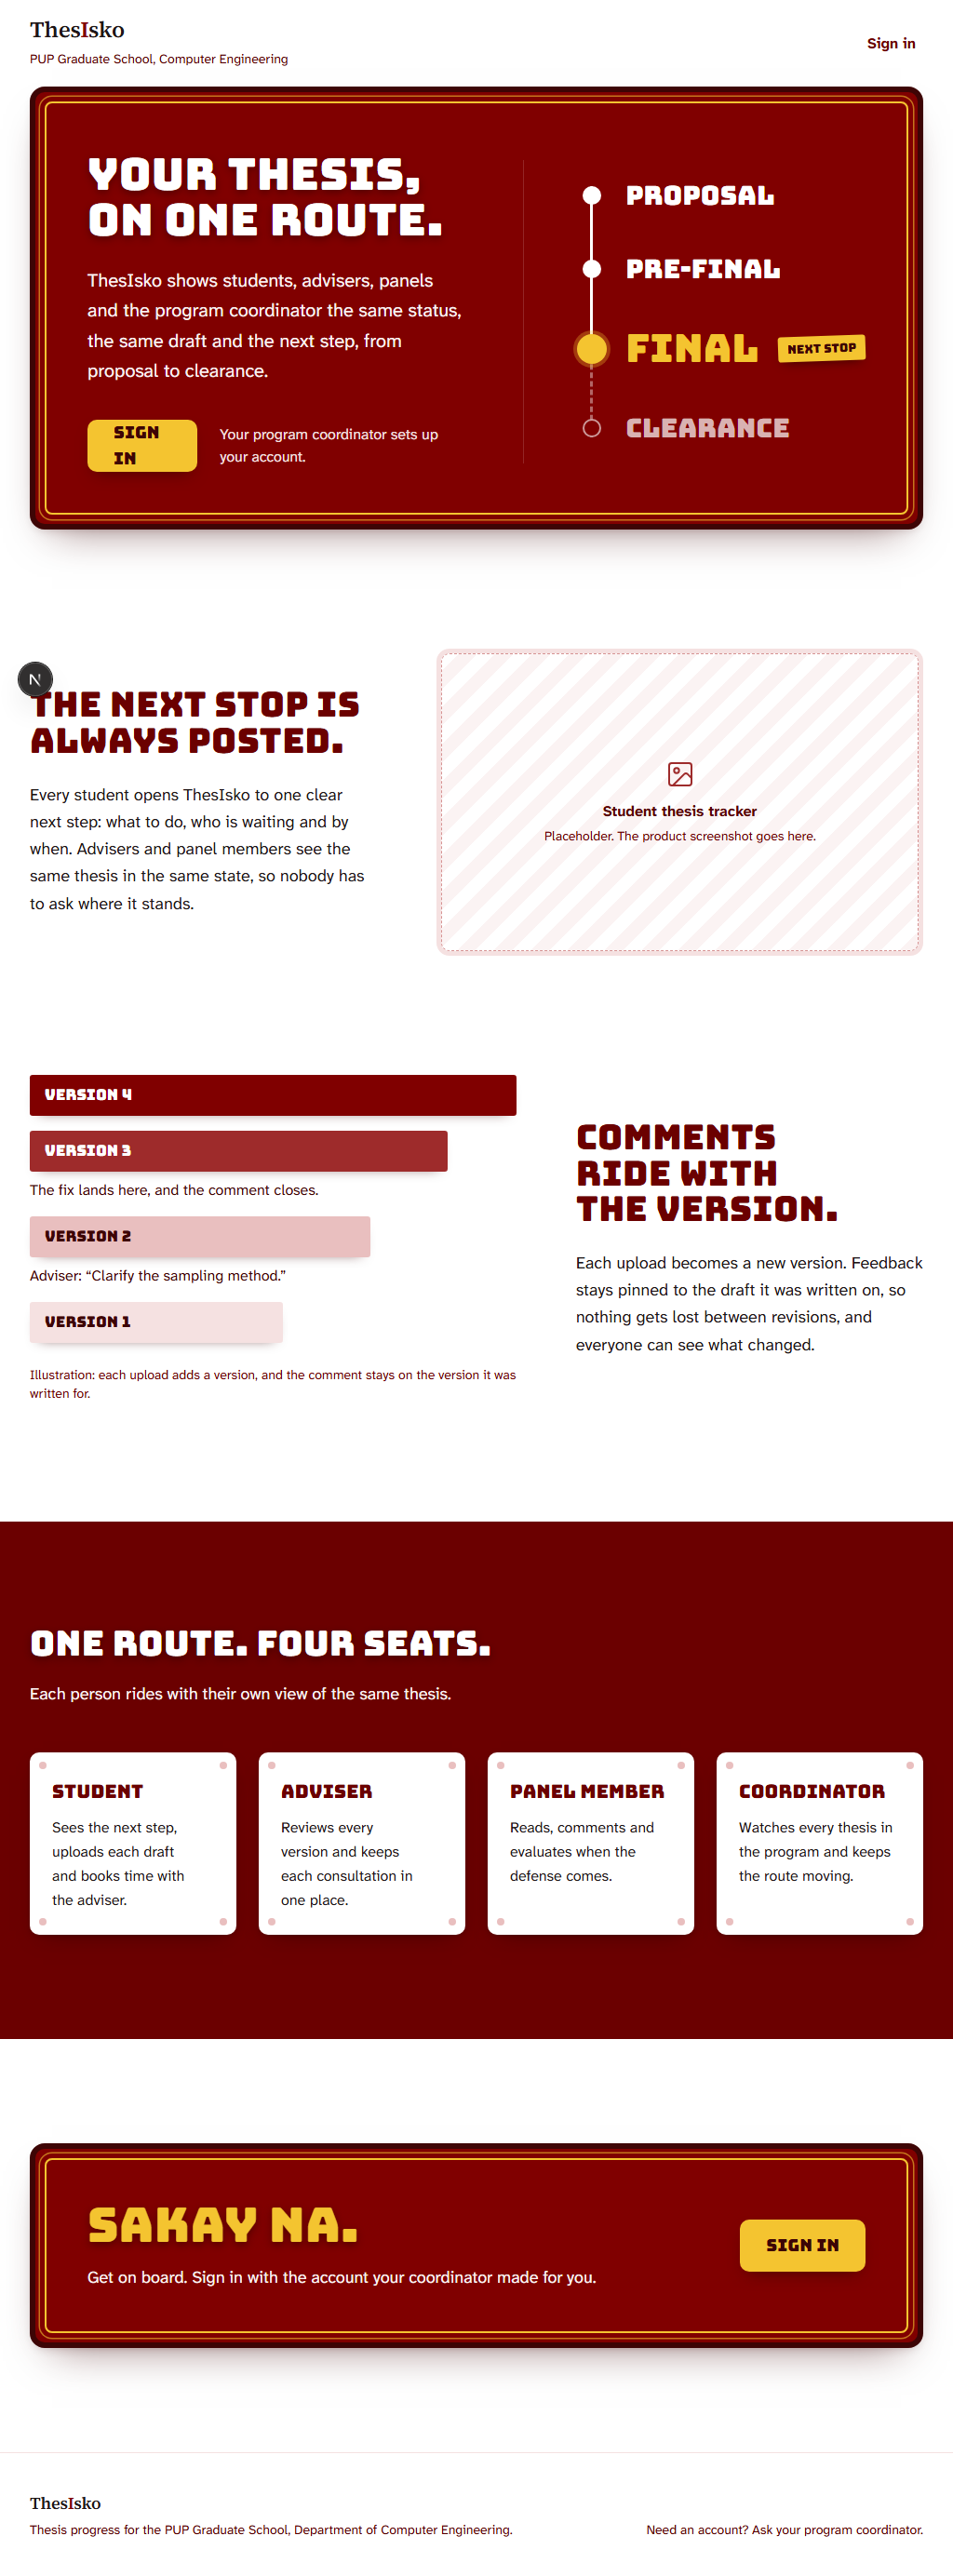 ThesIsko
PUP Graduate School, Computer Engineering
Sign in
YOUR THESIS,
ON ONE ROUTE.
ThesIsko shows students, advisers, panels
and the program coordinator the same status,
the same draft and the next step, from
proposal to clearance.
SIGN
IN
Your program coordinator sets up
your account.
PROPOSAL
PRE-FINAL
FINAL
NEXT STOP
CLEARANCE
N
THE NEXT STOP IS
ALWAYS POSTED.
Every student opens ThesIsko to one clear
next step: what to do, who is waiting and by
when. Advisers and panel members see the
same thesis in the same state, so nobody has
to ask where it stands.
Student thesis tracker
Placeholder. The product screenshot goes here.
VERSION 4
VERSION 3
The fix lands here, and the comment closes.
VERSION 2
Adviser: “Clarify the sampling method.”
VERSION 1
Illustration: each upload adds a version, and the comment stays on the version it was
written for.
COMMENTS
RIDE WITH
THE VERSION.
Each upload becomes a new version. Feedback
stays pinned to the draft it was written on, so
nothing gets lost between revisions, and
everyone can see what changed.
ONE ROUTE. FOUR SEATS.
Each person rides with their own view of the same thesis.
STUDENT
Sees the next step,
uploads each draft
and books time with
the adviser.
ADVISER
Reviews every
version and keeps
each consultation in
one place.
PANEL MEMBER
Reads, comments and
evaluates when the
defense comes.
COORDINATOR
Watches every thesis in
the program and keeps
the route moving.
SAKAY NA.
Get on board. Sign in with the account your coordinator made for you.
SIGN IN
ThesIsko
Thesis progress for the PUP Graduate School, Department of Computer Engineering.
Need an account? Ask your program coordinator.